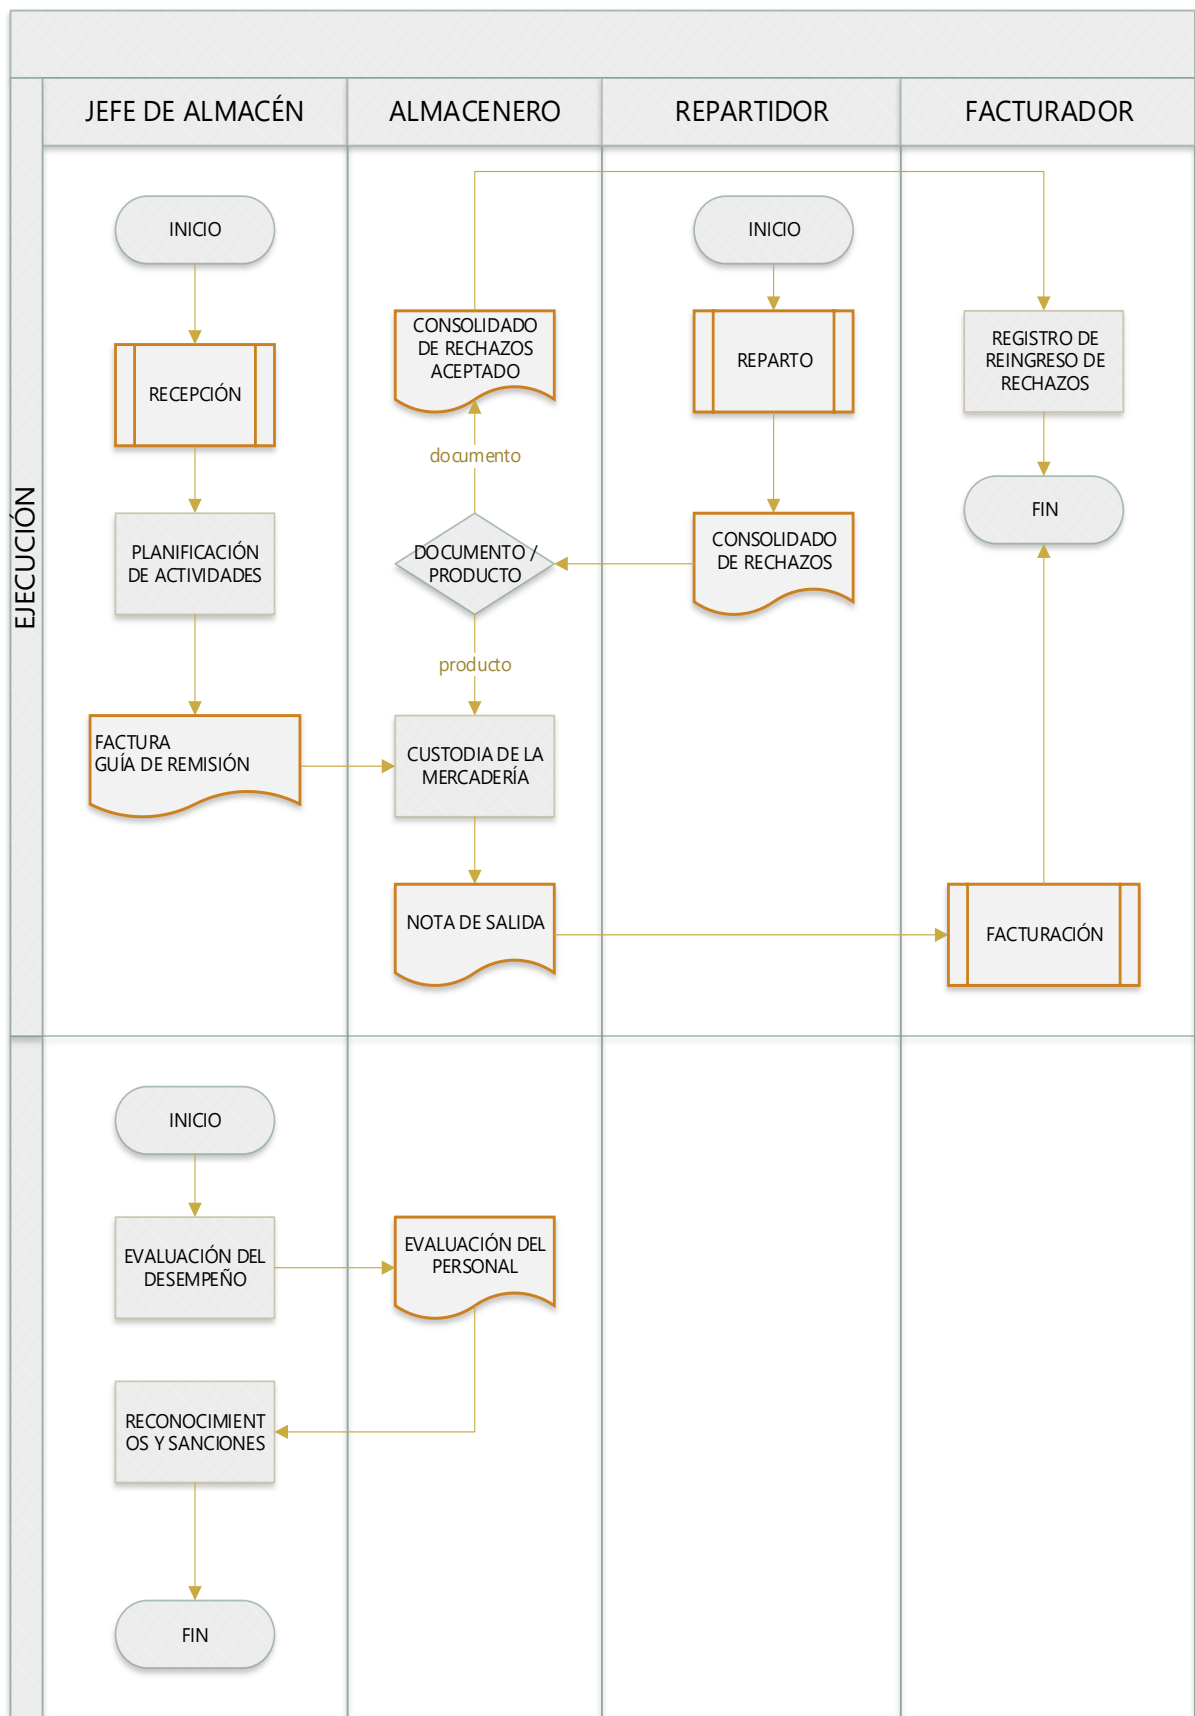 JEFE DE ALMACÉN
ALMACENERO
REPARTIDOR
FACTURADOR
EJECUCIÓN
INICIO
RECEPCIÓN
PLANIFICACIÓN
DE ACTIVIDADES
FACTURA
GUÍA DE REMISIÓN
CONSOLIDADO
DE RECHAZOS
ACEPTADO
documento
DOCUMENTO /
PRODUCTO
producto
CUSTODIA DE LA
MERCADERÍA
NOTA DE SALIDA
INICIO
REPARTO
CONSOLIDADO
DE RECHAZOS
REGISTRO DE
REINGRESO DE
RECHAZOS
FIN
FACTURACIÓN
INICIO
EVALUACIÓN DEL
DESEMPEÑO
EVALUACIÓN DEL
PERSONAL
RECONOCIMIENT
OS Y SANCIONES
FIN